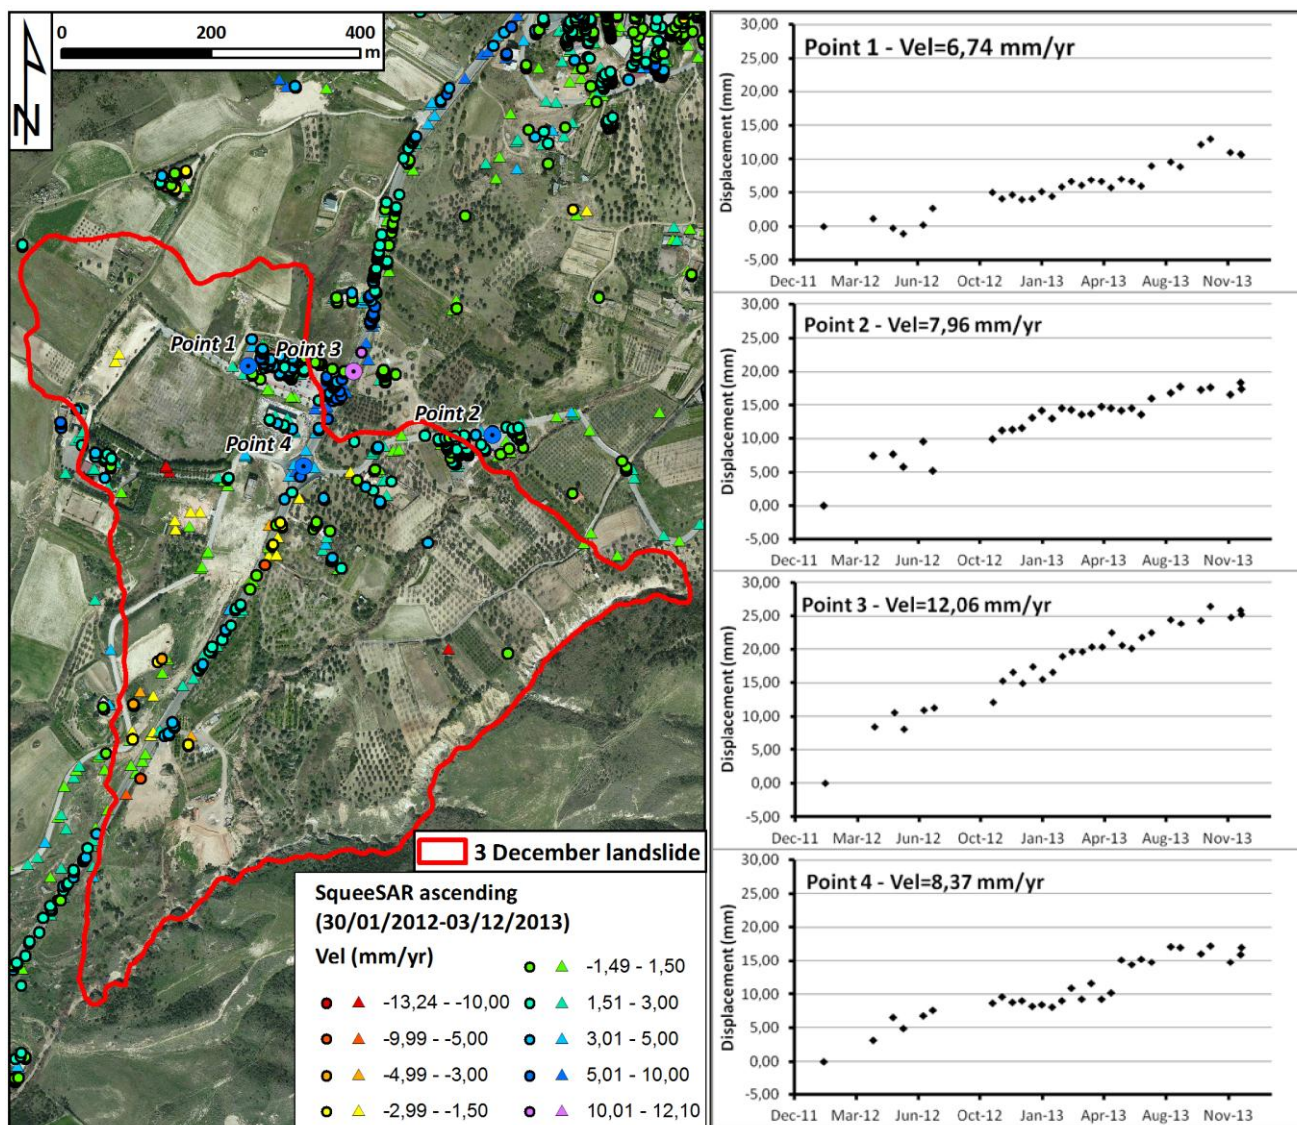 0 200 400
m
N
Point 1
Point 3
Point 2
Point 4
3 December landslide
SqueeSAR ascending
(30/01/2012-03/12/2013)
Vel (mm/yr)
-13,24 - -10,00
-9,99 - -5,00
-4,99 - -3,00
-2,99 - -1,50
-1,49 - 1,50
1,51 - 3,00
3,01 - 5,00
5,01 - 10,00
10,01 - 12,10
Point 1 - Vel=6,74 mm/yr
Displacement (mm)
30,00
25,00
20,00
15,00
10,00
5,00
0,00
-5,00
Dec-11 Mar-12 Jun-12 Oct-12 Jan-13 Apr-13 Aug-13 Nov-13
Point 2 - Vel=7,96 mm/yr
Displacement (mm)
30,00
25,00
20,00
15,00
10,00
5,00
0,00
-5,00
Dec-11 Mar-12 Jun-12 Oct-12 Jan-13 Apr-13 Aug-13 Nov-13
Point 3 - Vel=12,06 mm/yr
Displacement (mm)
30,00
25,00
20,00
15,00
10,00
5,00
0,00
-5,00
Dec-11 Mar-12 Jun-12 Oct-12 Jan-13 Apr-13 Aug-13 Nov-13
Point 4 - Vel=8,37 mm/yr
Displacement (mm)
30,00
25,00
20,00
15,00
10,00
5,00
0,00
-5,00
Dec-11 Mar-12 Jun-12 Oct-12 Jan-13 Apr-13 Aug-13 Nov-13